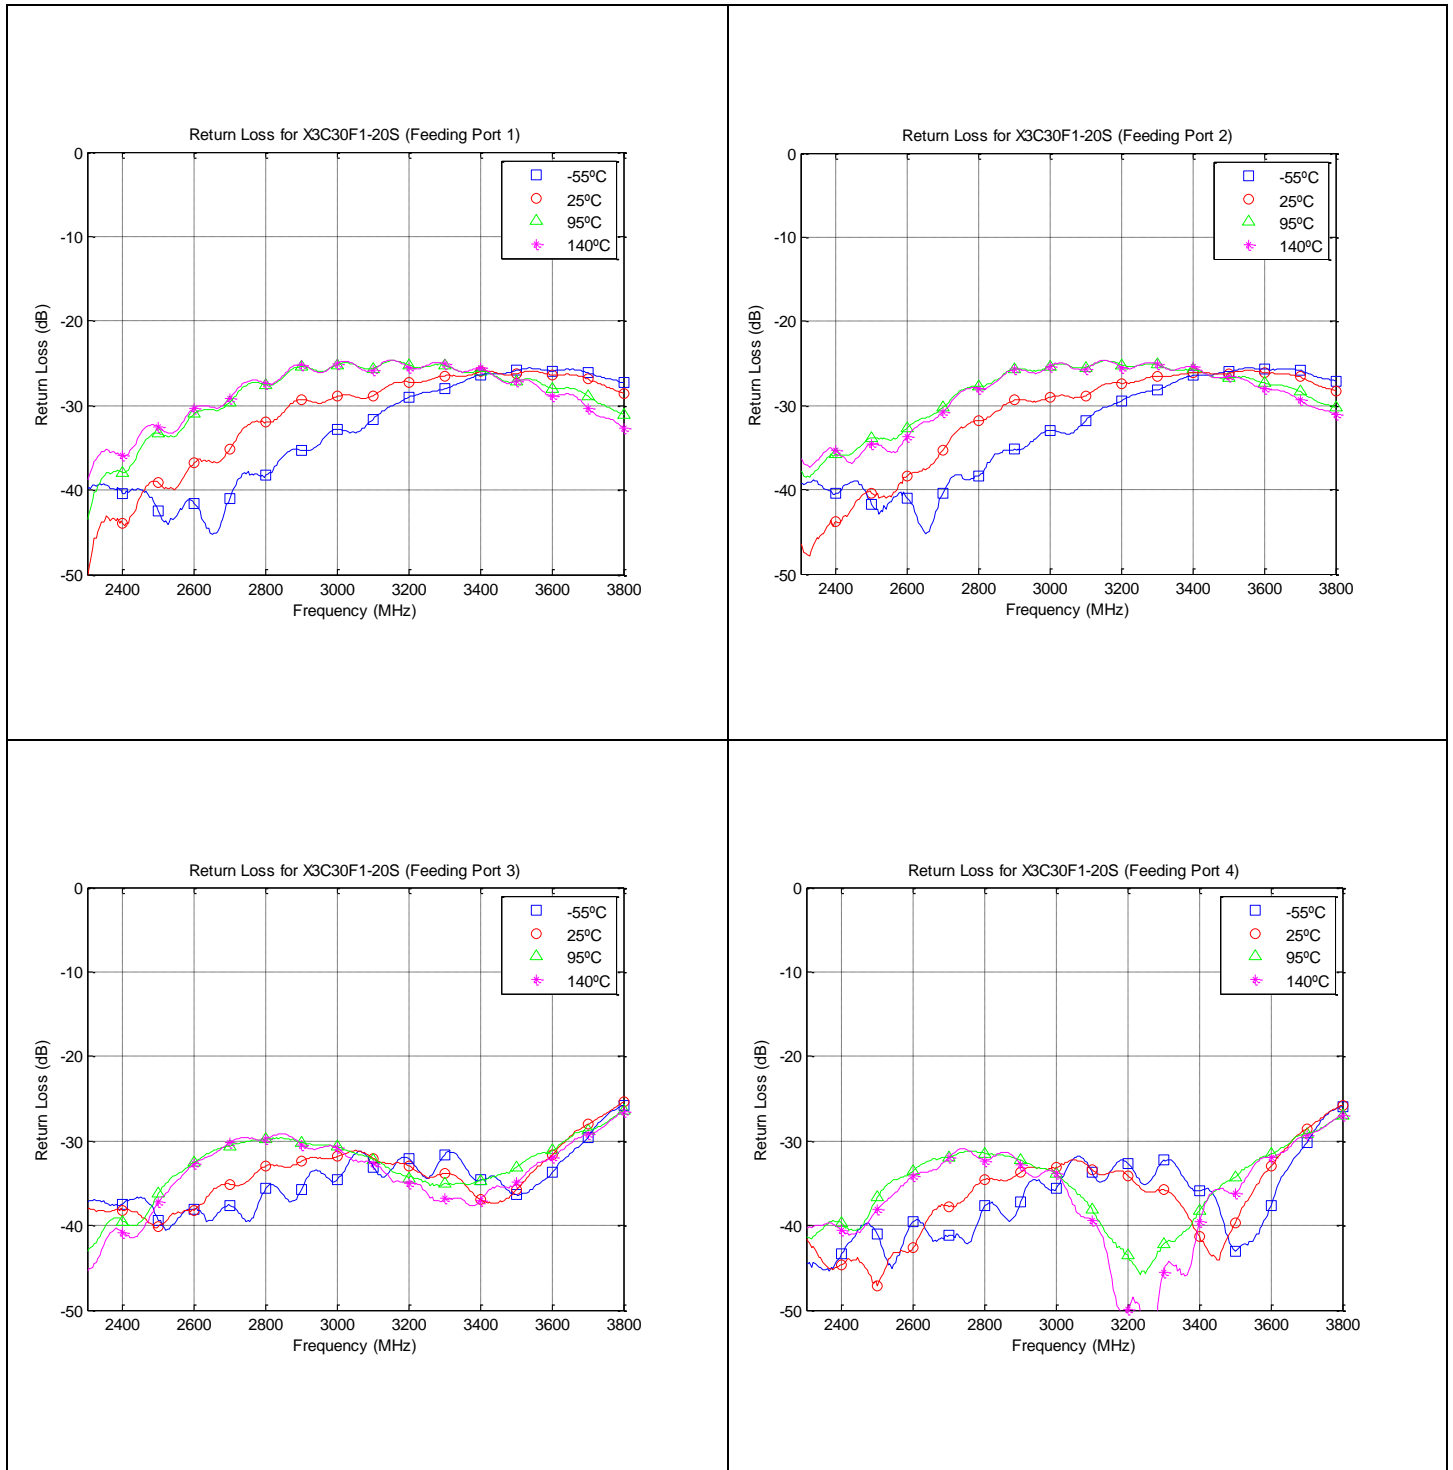 Return Loss for X3C30F1-20S (Feeding Port 1)
0
-10
-20
-30
-40
-50
Return Loss (dB)
2400 2600 2800 3000 3200 3400 3600 3800
Frequency (MHz)
-55ºC
25ºC
95ºC
140ºC
Return Loss for X3C30F1-20S (Feeding Port 2)
0
-10
-20
-30
-40
-50
Return Loss (dB)
2400 2600 2800 3000 3200 3400 3600 3800
Frequency (MHz)
-55ºC
25ºC
95ºC
140ºC
Return Loss for X3C30F1-20S (Feeding Port 3)
0
-10
-20
-30
-40
-50
Return Loss (dB)
2400 2600 2800 3000 3200 3400 3600 3800
Frequency (MHz)
-55ºC
25ºC
95ºC
140ºC
Return Loss for X3C30F1-20S (Feeding Port 4)
0
-10
-20
-30
-40
-50
Return Loss (dB)
2400 2600 2800 3000 3200 3400 3600 3800
Frequency (MHz)
-55ºC
25ºC
95ºC
140ºC